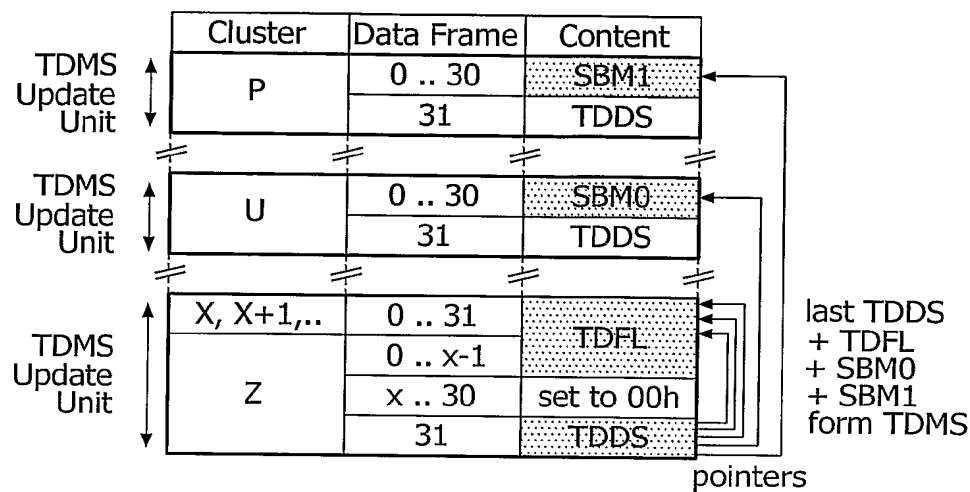 Cluster Data Frame Content
TDMS
Update
Unit
P
0 .. 30 SBM1
31 TDDS
TDMS
Update
Unit
U
0 .. 30 SBM0
31 TDDS
TDMS
Update
Unit
X, X+1,.. 0 .. 31
TDFL
0 .. x-1
Z
x .. 30 set to 00h
31 TDDS
last TDDS
+ TDFL
+ SBM0
+ SBM1
form TDMS
pointers